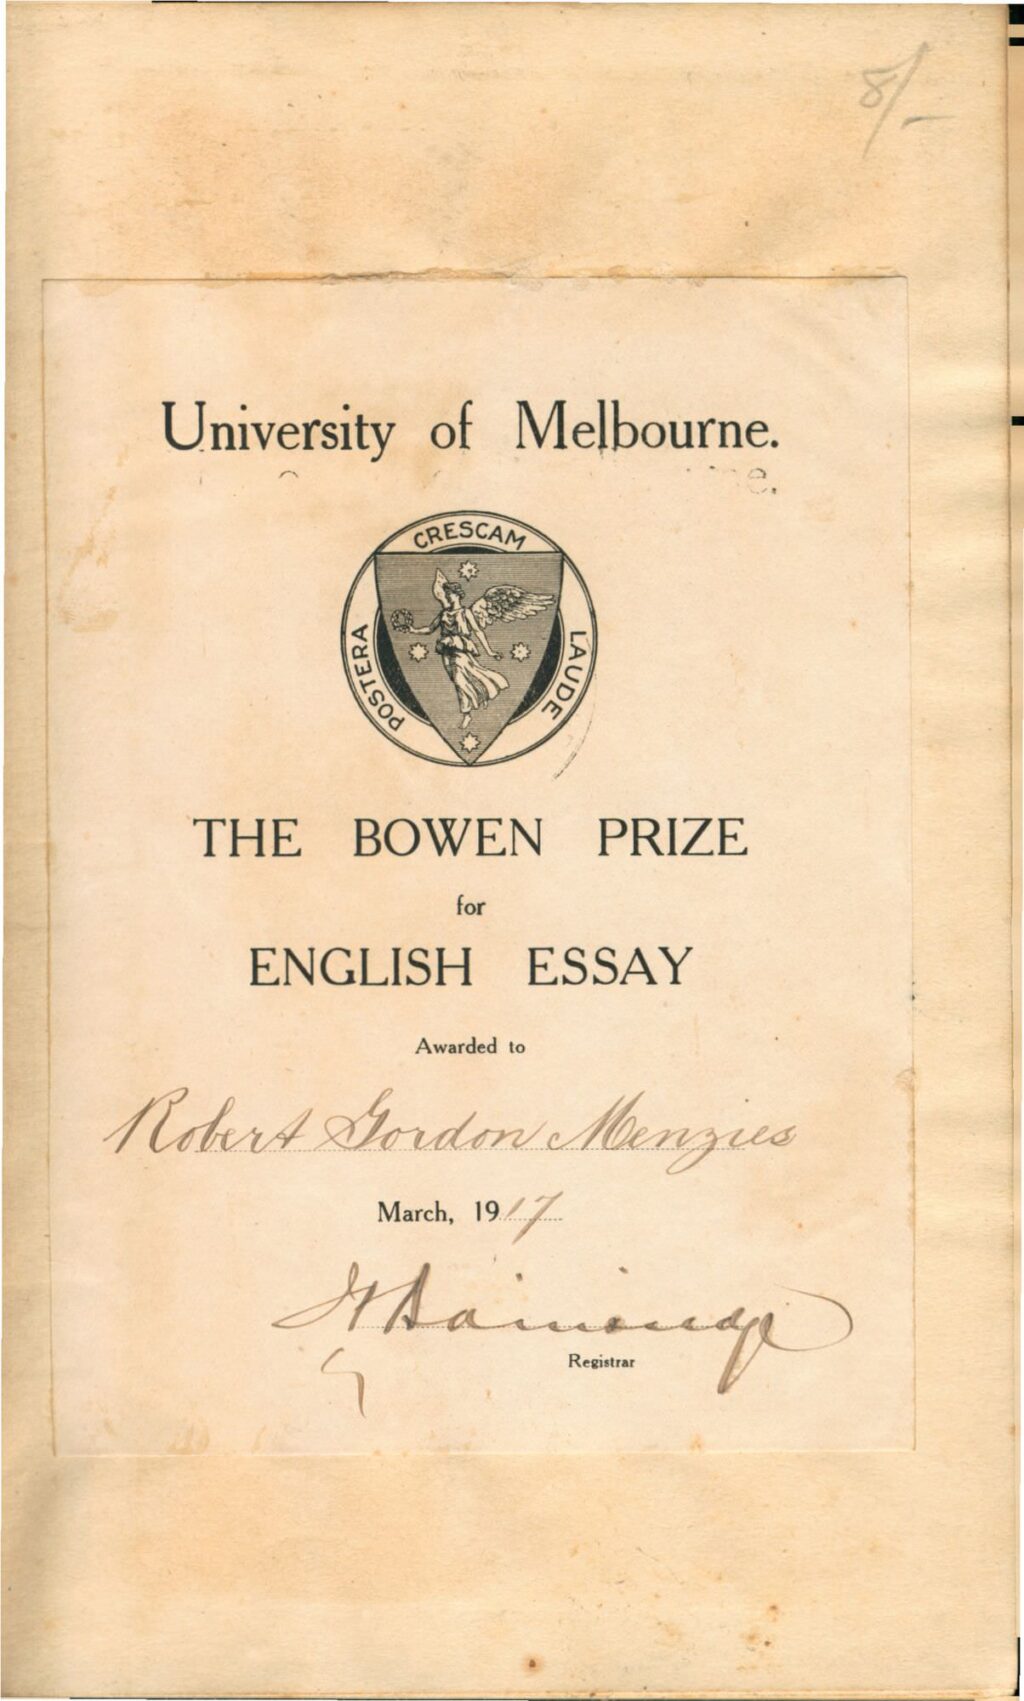 8/-
University of Melbourne.
CRESCAM
POSTERA
LAUDE
THE BOWEN PRIZE
for
ENGLISH ESSAY
Awarded to
Robert Gordon Menzies
March, 1917
Registrar